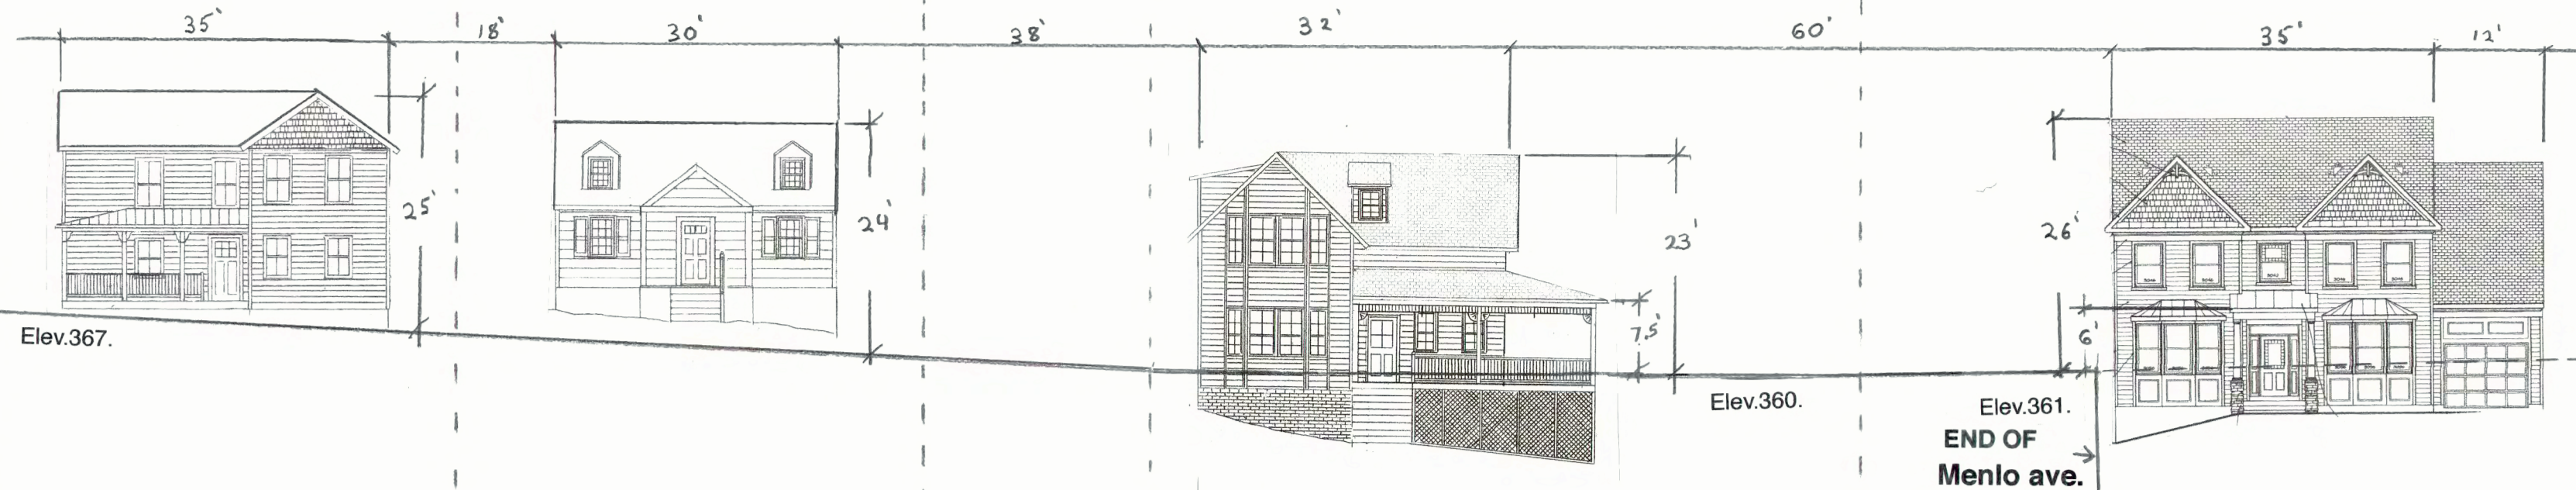 35'
18'
30'
38'
32'
60'
35'
12'
25'
24'
23'
7.5'
26'
6'
Elev.367.
Elev.360.
Elev.361.
END OF
Menlo ave.